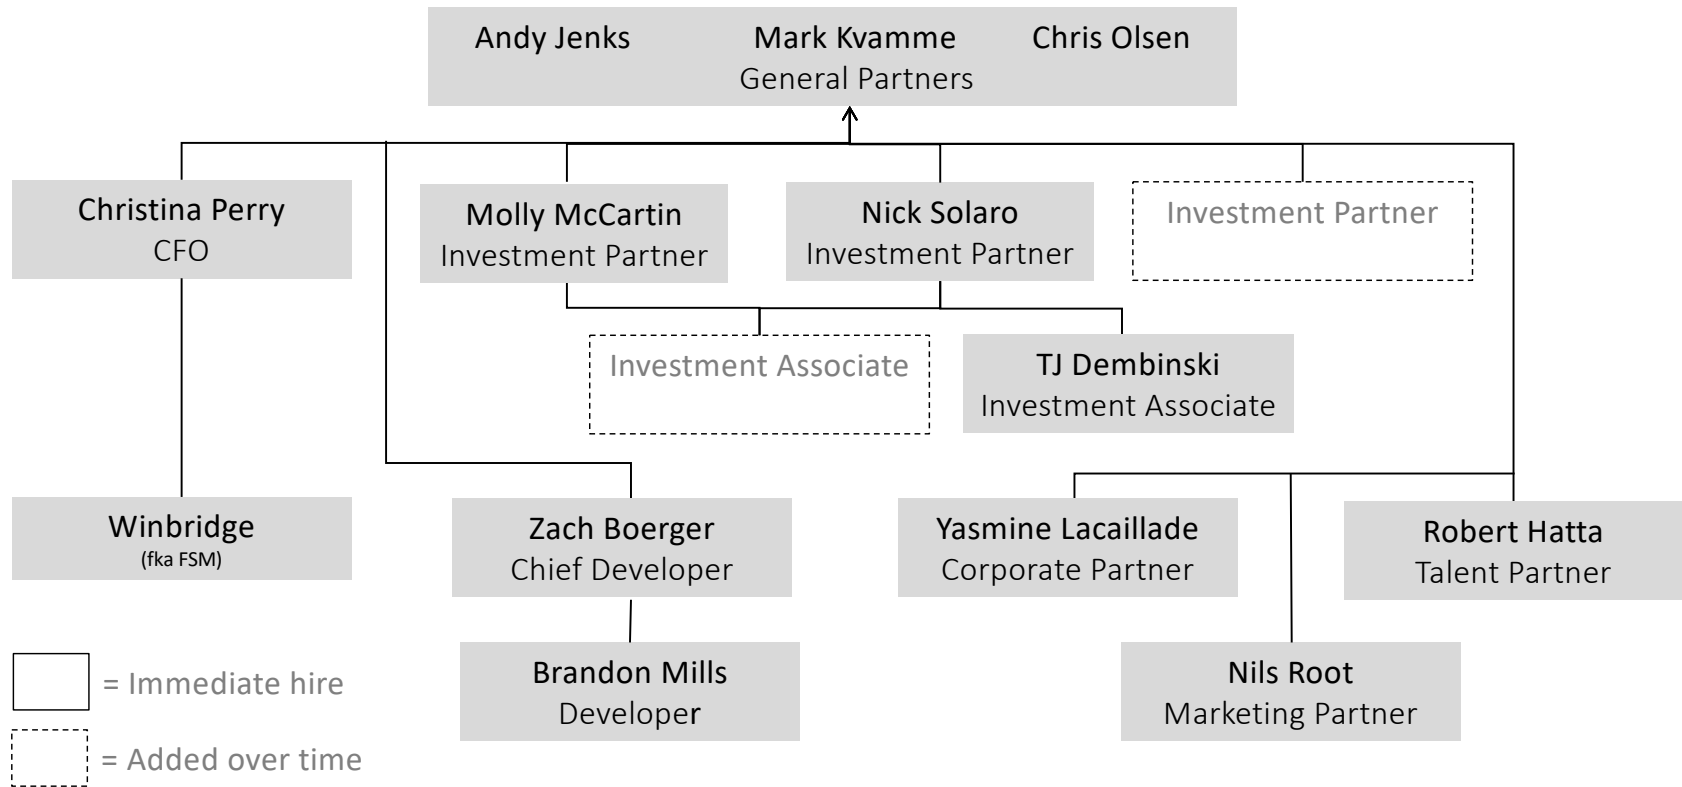 Andy Jenks Mark Kvamme Chris Olsen
General Partners
Christina Perry
CFO
Molly McCartin
Investment Partner
Nick Solaro
Investment Partner
Investment Partner
Investment Associate
TJ Dembinski
Investment Associate
Winbridge
(fka FSM)
Zach Boerger
Chief Developer
Yasmine Lacaillade
Corporate Partner
Robert Hatta
Talent Partner
Brandon Mills
Developer
Nils Root
Marketing Partner
= Immediate hire
= Added over time